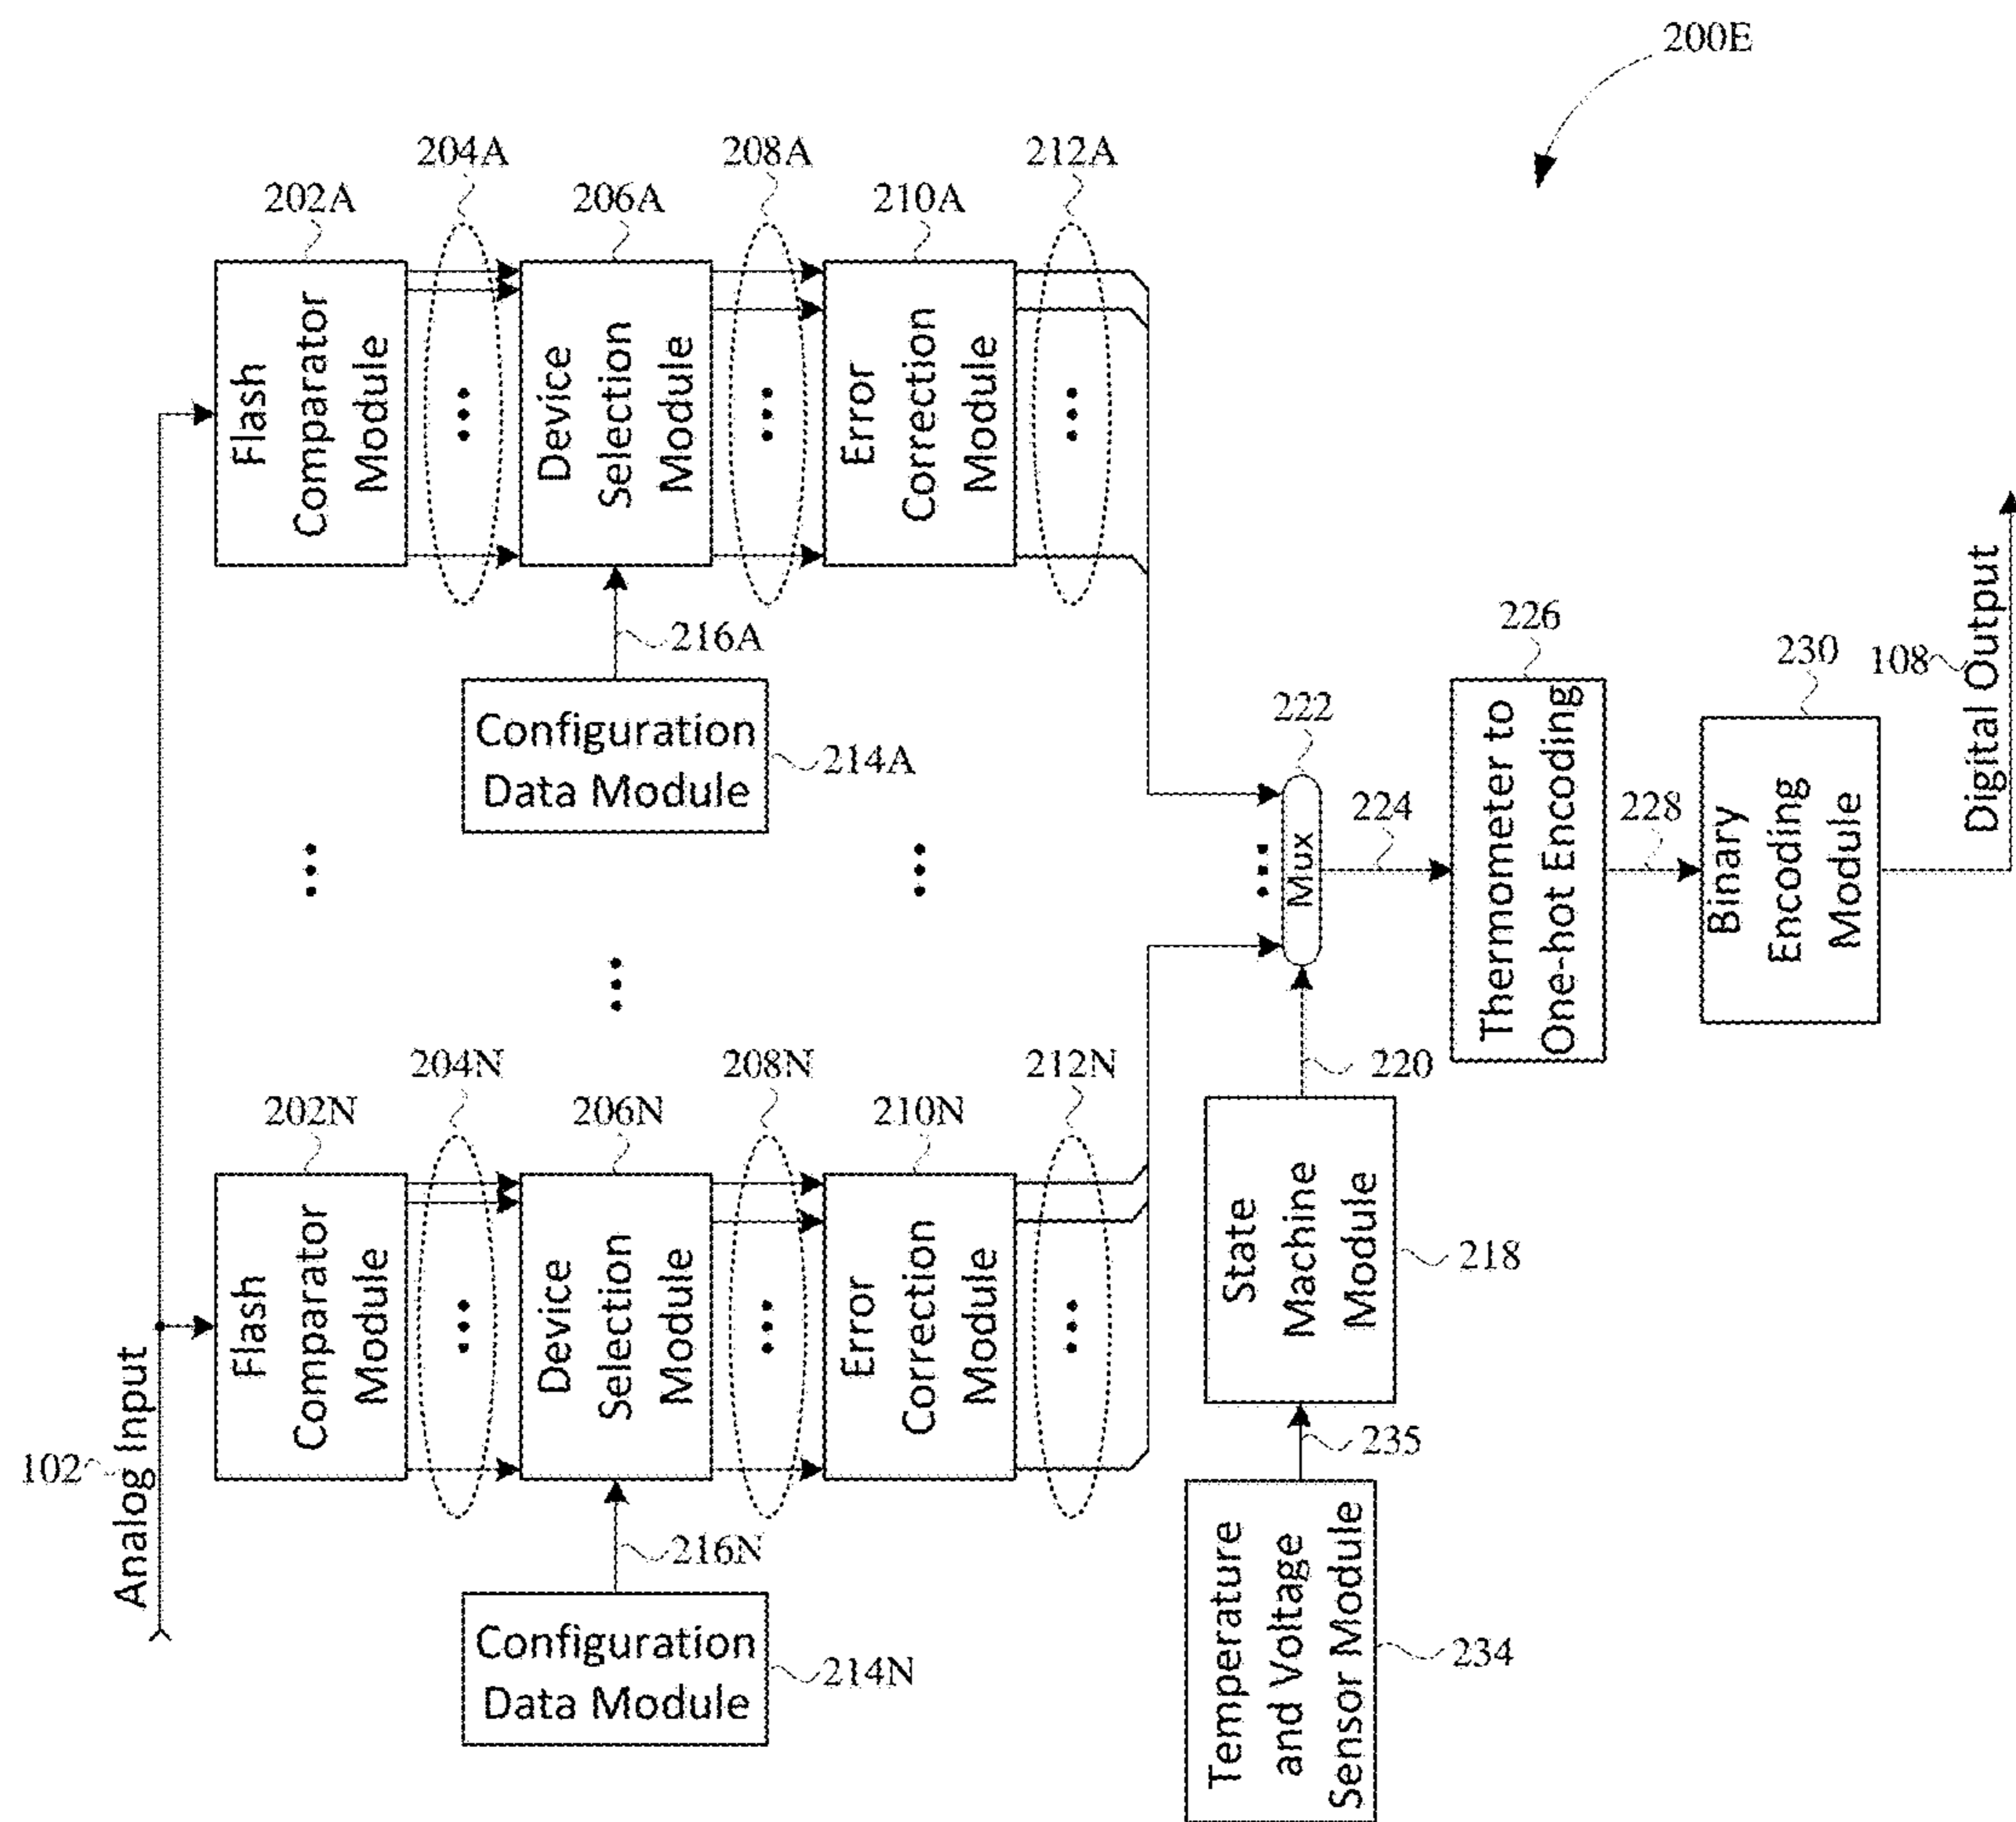 200E
204A
208A
212A
202A
206A
210A
Flash
Comparator
Module
Device
Selection
Module
Error
Correction
Module
216A
Configuration
Data Module
214A
222
Mux
224
226
Thermometer to
One-hot Encoding
228
230
Binary
Encoding
Module
108
Digital Output
204N
208N
212N
202N
206N
210N
Flash
Comparator
Module
Device
Selection
Module
Error
Correction
Module
220
State
Machine
Module
218
102
Analog Input
216N
Configuration
Data Module
214N
235
Temperature
and Voltage
Sensor Module
234